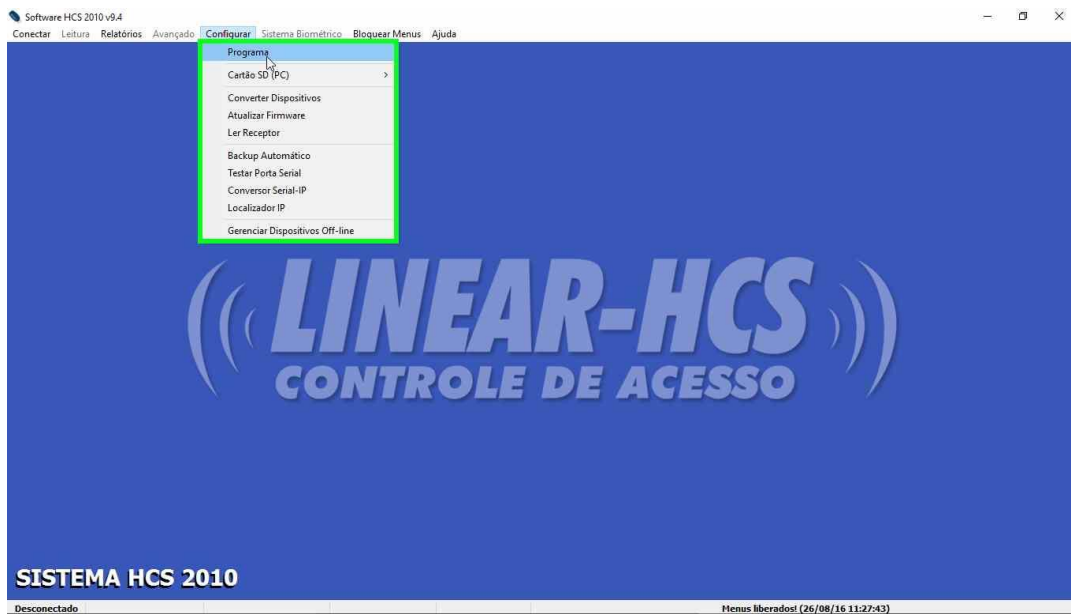 Software HCS 2010 v9.4
Conectar Leitura Relatórios Avançado Configurar Sistema Biométrico Bloquear Menus Ajuda
Programa
Cartão SD (PC)
Converter Dispositivos
Atualizar Firmware
Ler Receptor
Backup Automático
Testar Porta Serial
Conversor Serial-IP
Localizador IP
Gerenciar Dispositivos Off-line
LINEAR-HCS
CONTROLE DE ACESSO
SISTEMA HCS 2010
Desconectado Menus liberados! (26/08/16 11:27:43)